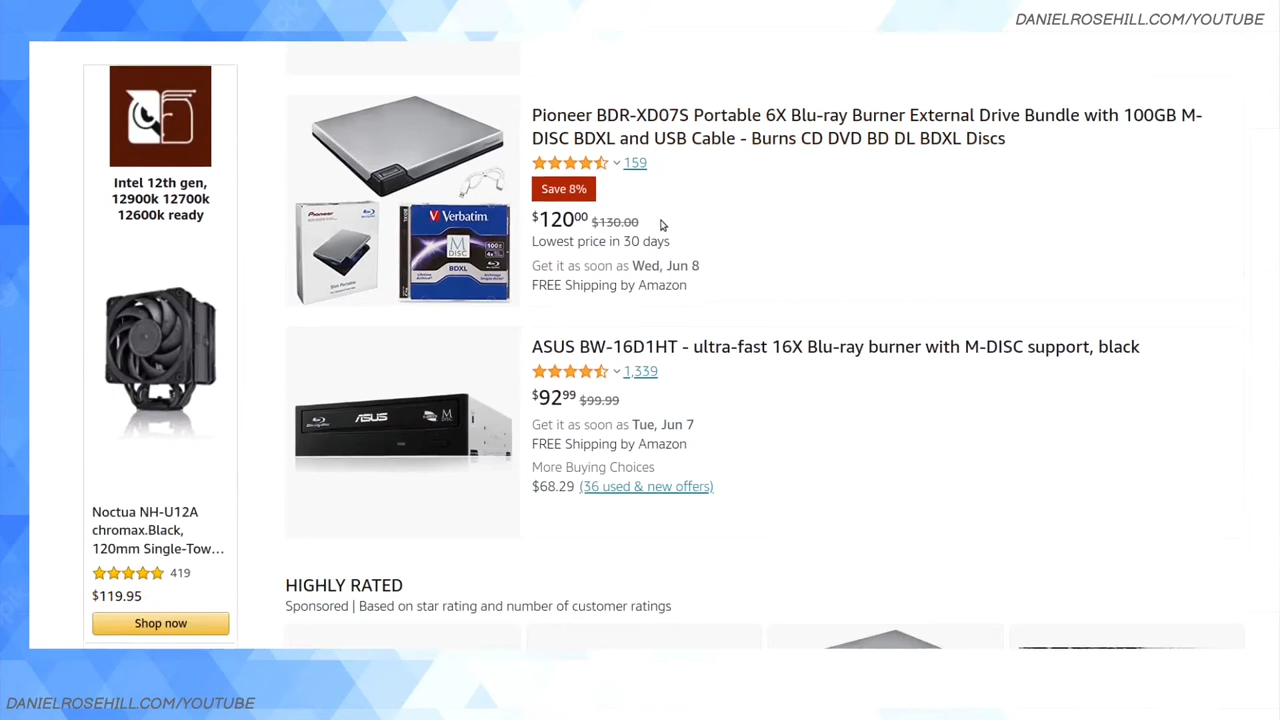 DANIELROSEHILL.COM/YOUTUBE
Intel 12th gen,
12900k 12700k
12600k ready
Noctua NH-U12A
chromax.Black,
120mm Single-Tow…
419
$119.95
Shop now
Pioneer BDR-XD07S Portable 6X Blu-ray Burner External Drive Bundle with 100GB M-
DISC BDXL and USB Cable - Burns CD DVD BD DL BDXL Discs
159
Save 8%
$120.00 $130.00
Lowest price in 30 days
Get it as soon as Wed, Jun 8
FREE Shipping by Amazon
Pioneer
Verbatim
M
DISC
BDXL
ASUS BW-16D1HT - ultra-fast 16X Blu-ray burner with M-DISC support, black
1,339
$92.99 $99.99
Get it as soon as Tue, Jun 7
FREE Shipping by Amazon
More Buying Choices
$68.29 (36 used & new offers)
ASUS
HIGHLY RATED
Sponsored | Based on star rating and number of customer ratings
DANIELROSEHILL.COM/YOUTUBE